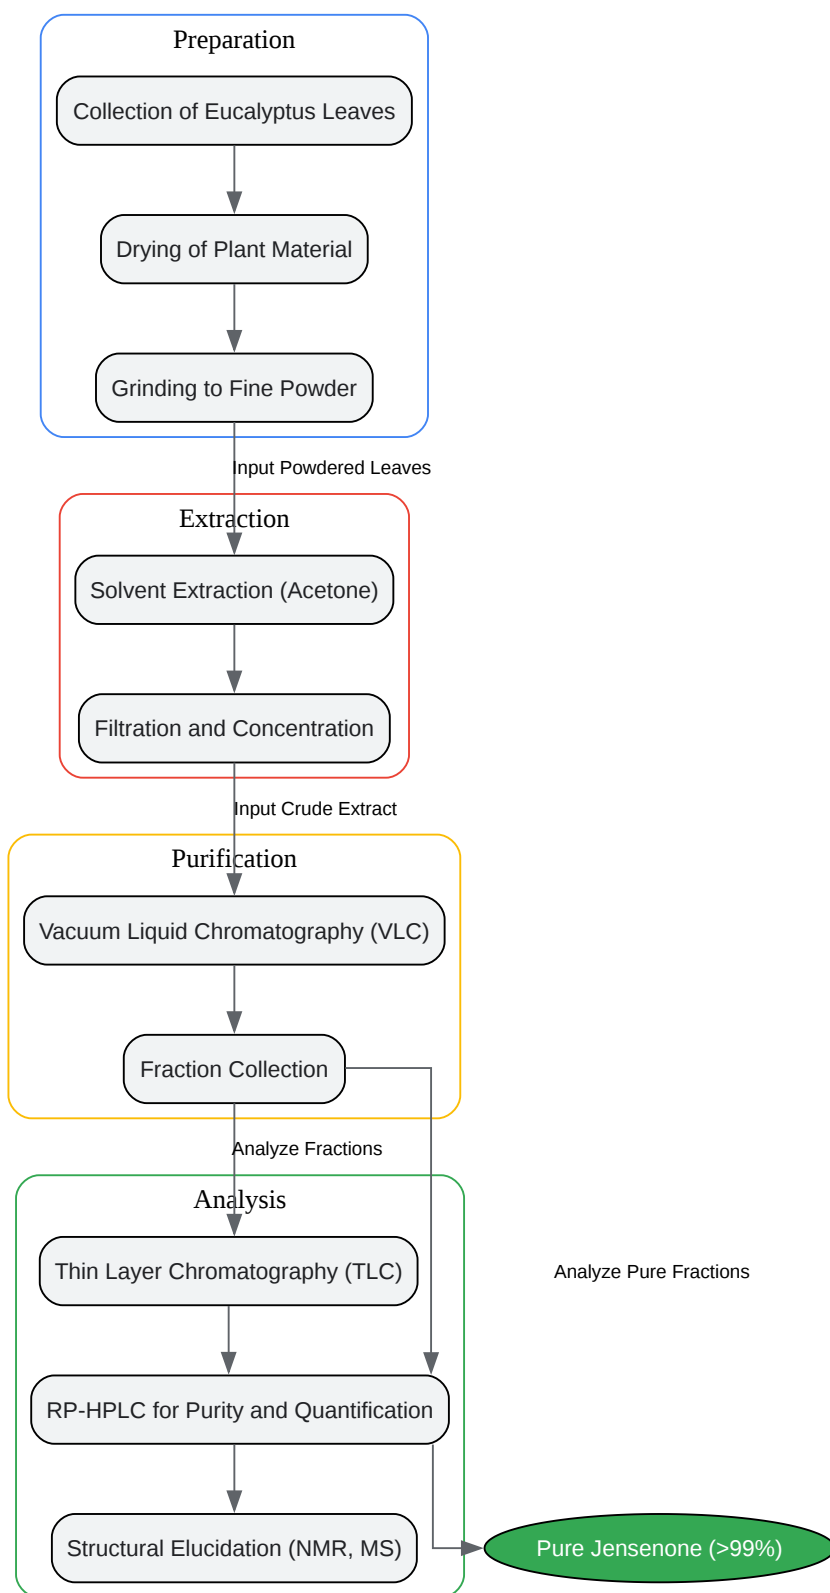 Preparation
Collection of Eucalyptus Leaves
Drying of Plant Material
Grinding to Fine Powder
Input Powdered Leaves
Extraction
Solvent Extraction (Acetone)
Filtration and Concentration
Input Crude Extract
Purification
Vacuum Liquid Chromatography (VLC)
Fraction Collection
Analyze Fractions
Analysis
Thin Layer Chromatography (TLC)
Analyze Pure Fractions
RP-HPLC for Purity and Quantification
Structural Elucidation (NMR, MS)
Pure Jensenone (>99%)